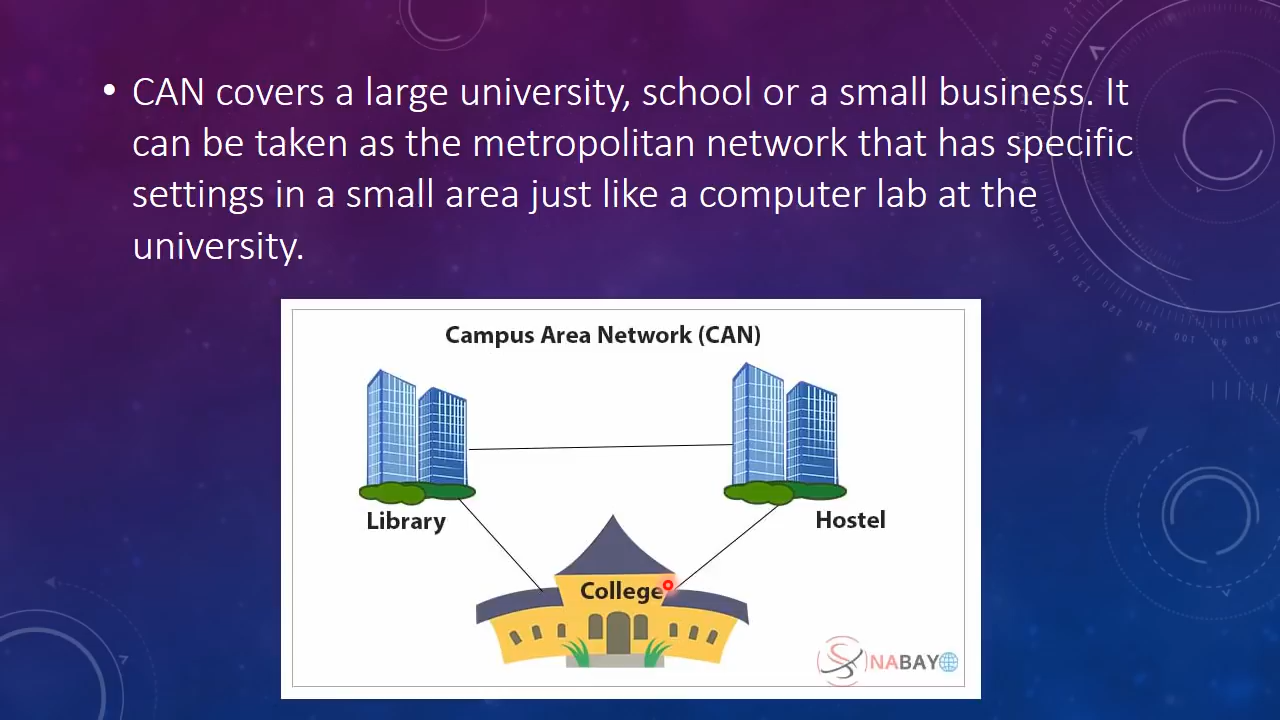 • CAN covers a large university, school or a small business. It
can be taken as the metropolitan network that has specific
settings in a small area just like a computer lab at the
university.
Campus Area Network (CAN)
Library
Hostel
College
NABAY